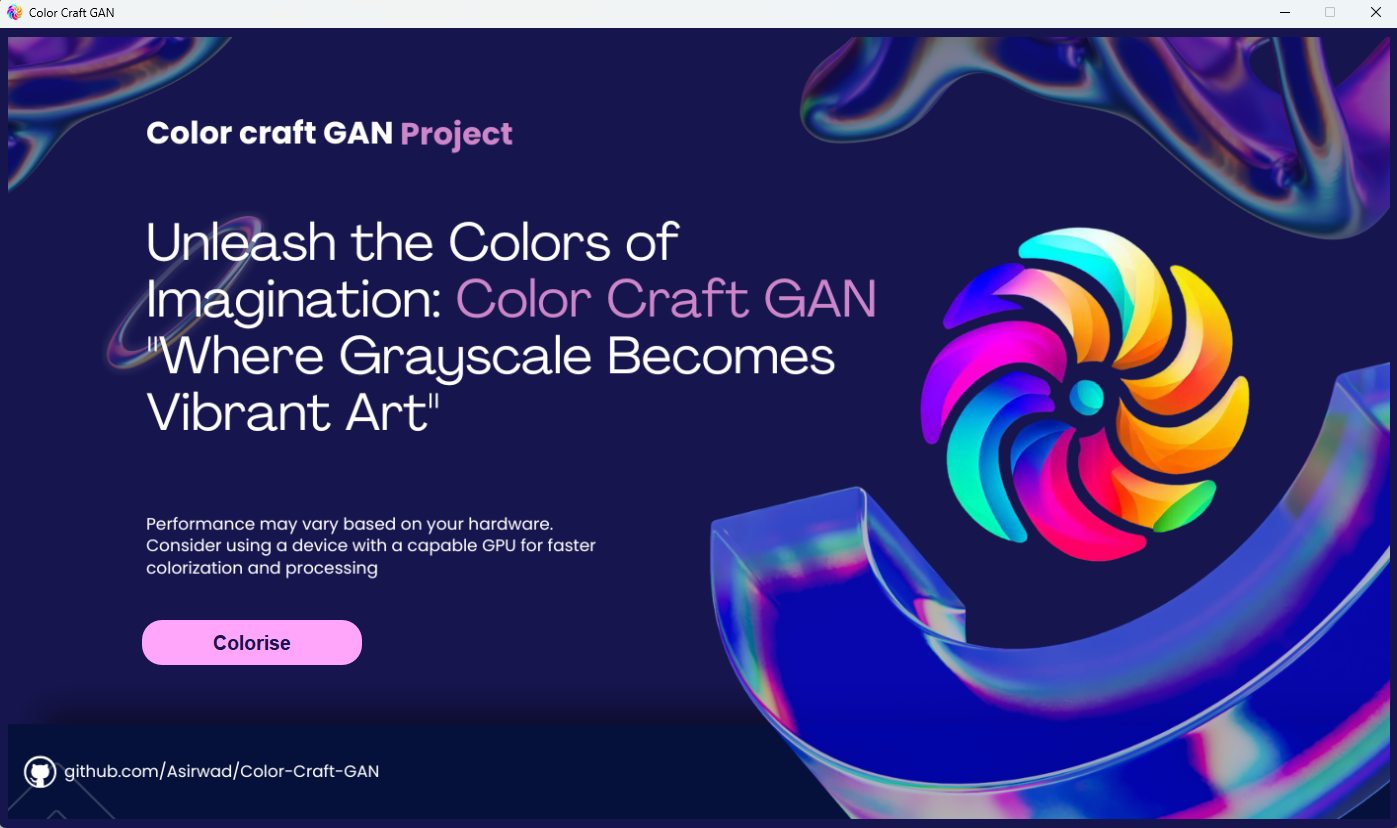 Color Craft GAN
Color craft GAN Project
Unleash the Colors of
Imagination: Color Craft GAN
"Where Grayscale Becomes
Vibrant Art"
Performance may vary based on your hardware.
Consider using a device with a capable GPU for faster
colorization and processing
Colorise
github.com/Asirwad/Color-Craft-GAN